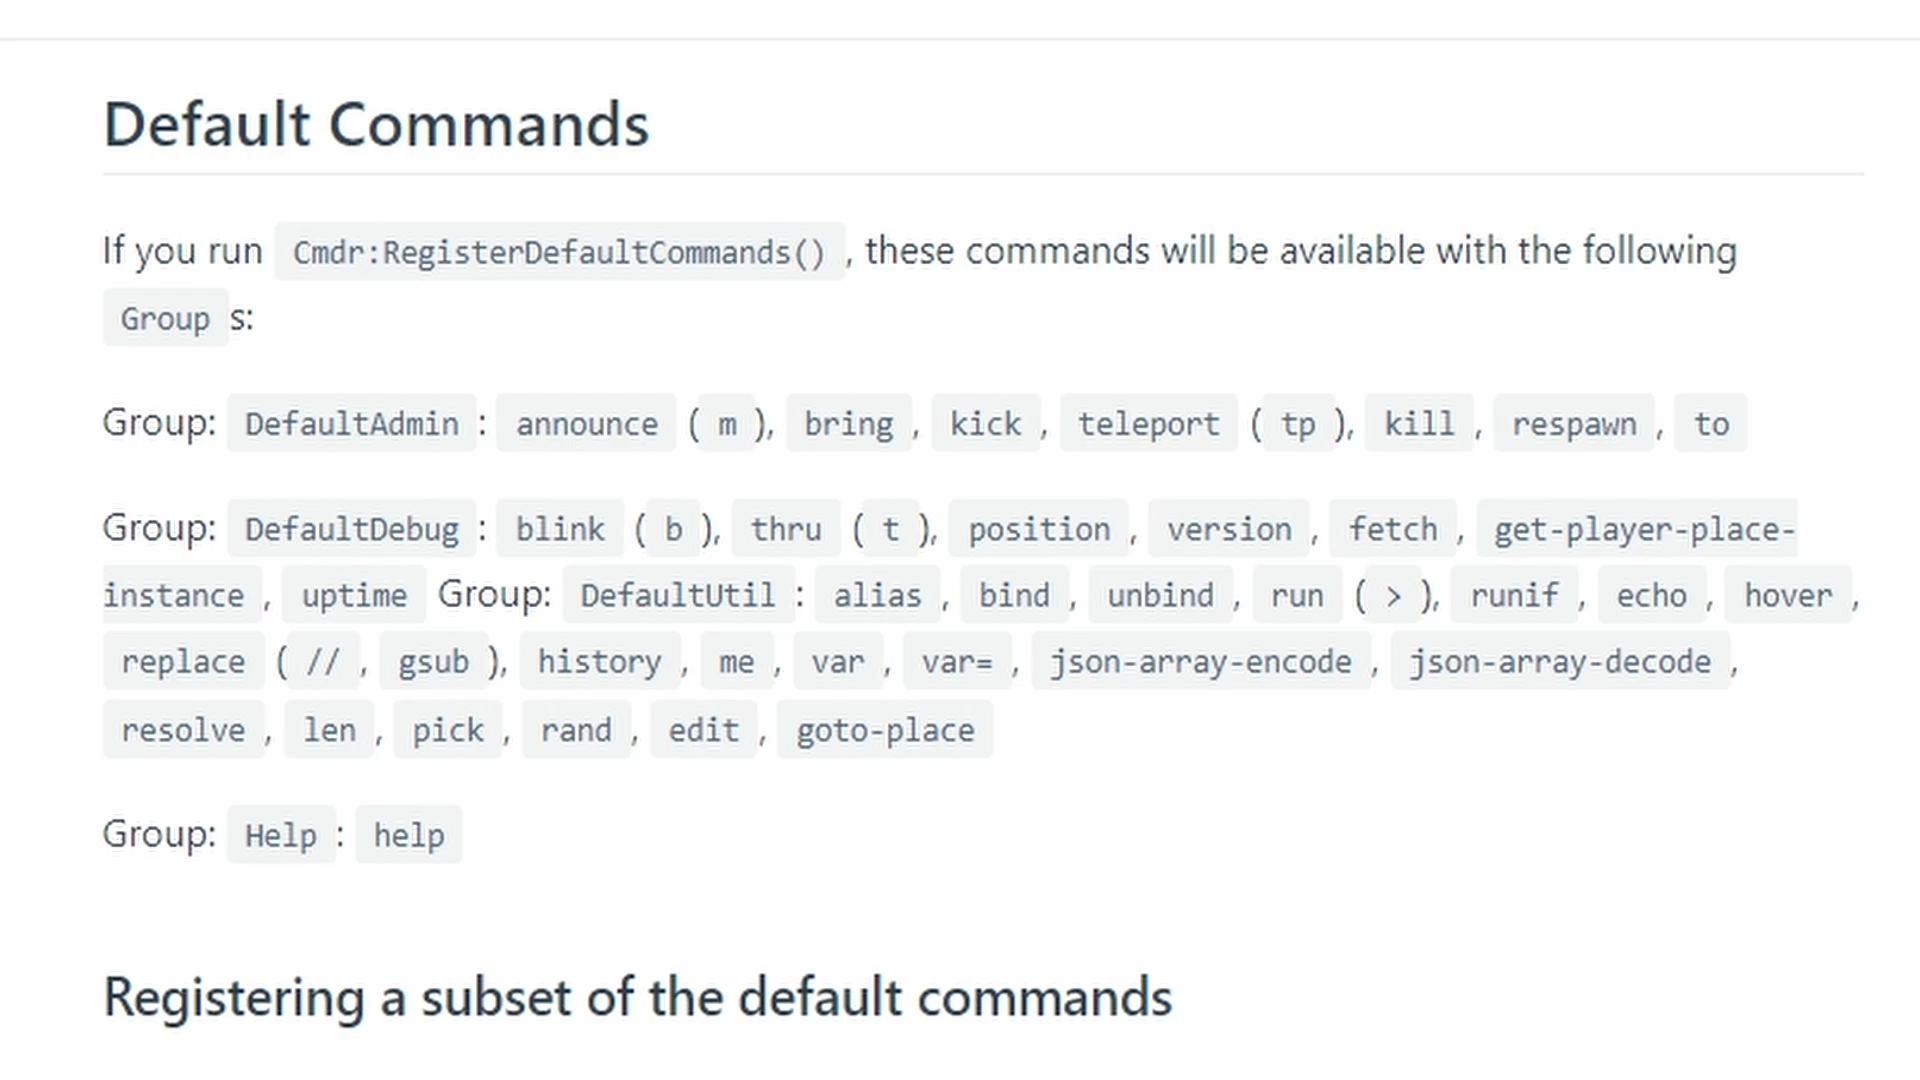 Default Commands
If you run Cmdr:RegisterDefaultCommands() , these commands will be available with the following
Group s:
Group: DefaultAdmin : announce ( m ), bring , kick , teleport ( tp ), kill , respawn , to
Group: DefaultDebug : blink ( b ), thru ( t ), position , version , fetch , get-player-place-
instance , uptime Group: DefaultUtil : alias , bind , unbind , run ( > ), runif , echo , hover ,
replace ( // , gsub ), history , me , var , var= , json-array-encode , json-array-decode ,
resolve , len , pick , rand , edit , goto-place
Group: Help : help
Registering a subset of the default commands